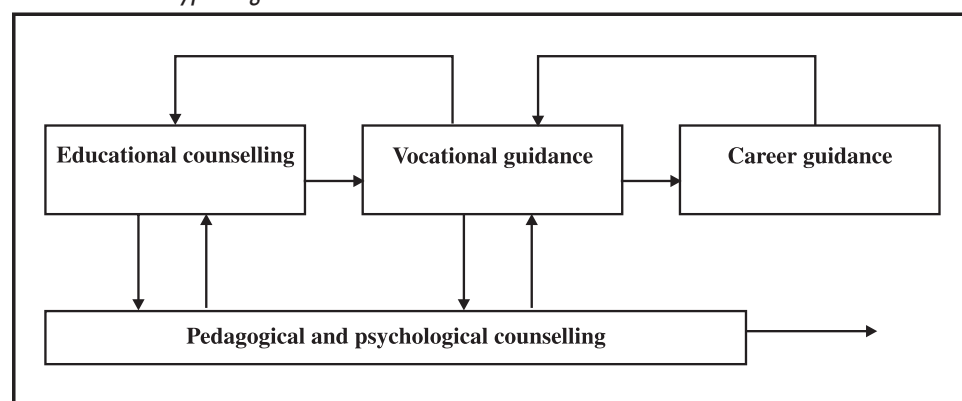 Educational counselling
Vocational guidance
Career guidance
Pedagogical and psychological counselling